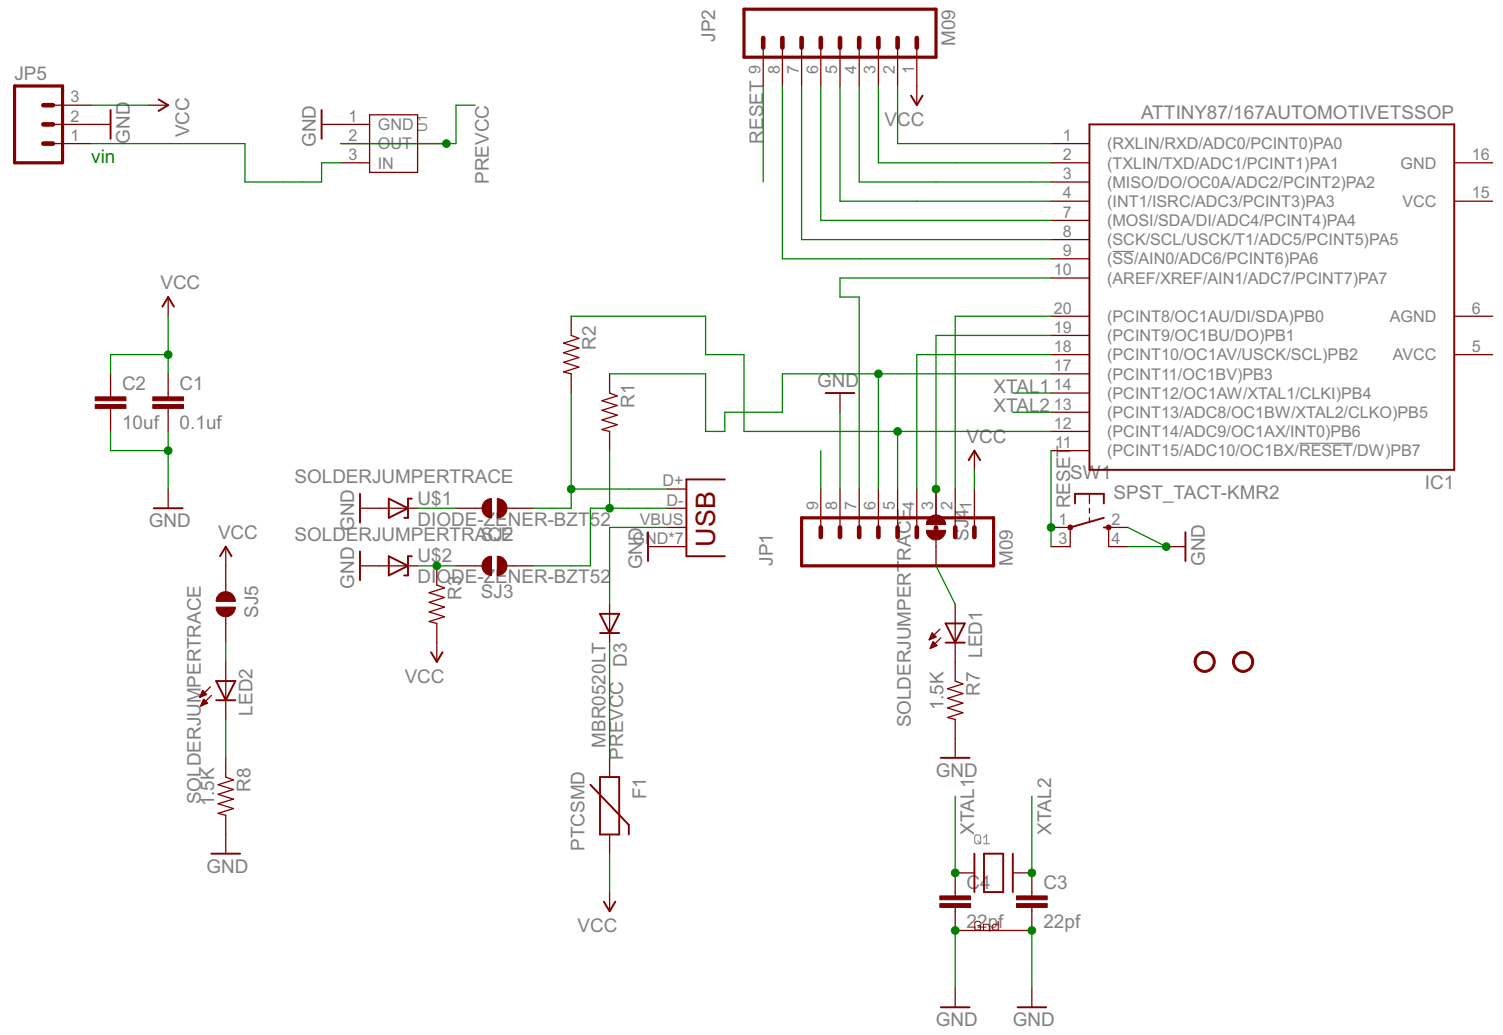 JP2
M09
9
8
7
6
5
4
3
2
1
RESET
VCC
JP5
3
2
1
VCC
GND
vin
GND
1
2
3
GND
OUT
IN
U1
PREVCC
ATTINY87/167AUTOMOTIVETSSOP
1 (RXLIN/RXD/ADC0/PCINT0)PA0
2 (TXLIN/TXD/ADC1/PCINT1)PA1
GND 16
3 (MISO/DO/OC0A/ADC2/PCINT2)PA2
4 (INT1/ISRC/ADC3/PCINT3)PA3
VCC 15
7 (MOSI/SDA/DI/ADC4/PCINT4)PA4
8 (SCK/SCL/USCK/T1/ADC5/PCINT5)PA5
9 (SS/AIN0/ADC6/PCINT6)PA6
10 (AREF/XREF/AIN1/ADC7/PCINT7)PA7
20 (PCINT8/OC1AU/DI/SDA)PB0
AGND 6
19 (PCINT9/OC1BU/DO)PB1
18 (PCINT10/OC1AV/USCK/SCL)PB2
AVCC 5
17 (PCINT11/OC1BV)PB3
XTAL1 14 (PCINT12/OC1AW/XTAL1/CLKI)PB4
XTAL2 13 (PCINT13/ADC8/OC1BW/XTAL2/CLKO)PB5
12 (PCINT14/ADC9/OC1AX/INT0)PB6
11 (PCINT15/ADC10/OC1BX/RESET/DW)PB7
IC1
VCC
C2
10uf
C1
0.1uf
GND
R2
R1
GND
VCC
RESET
SW1
SPST_TACT-KMR2
1
3
2
4
GND
SOLDERJUMPERTRACE
GND
U$1
DIODE-ZENER-BZT52
SJ2
SOLDERJUMPERTRACE
GND
U$2
DIODE-ZENER-BZT52
SJ3
R3
VCC
D+
D-
VBUS
GND*7
USB
GND
JP1
9
8
7
6
5
4
3
2
1
M09
SJ4
SOLDERJUMPERTRACE
LED1
1.5K
R7
GND
VCC
SJ5
SOLDERJUMPERTRACE
LED2
1.5K
R8
GND
D3
MBR0520LT
PREVCC
PTCSMD
F1
VCC
XTAL1
XTAL2
Q1
C4
22pf
C3
22pf
Gnd
GND
GND